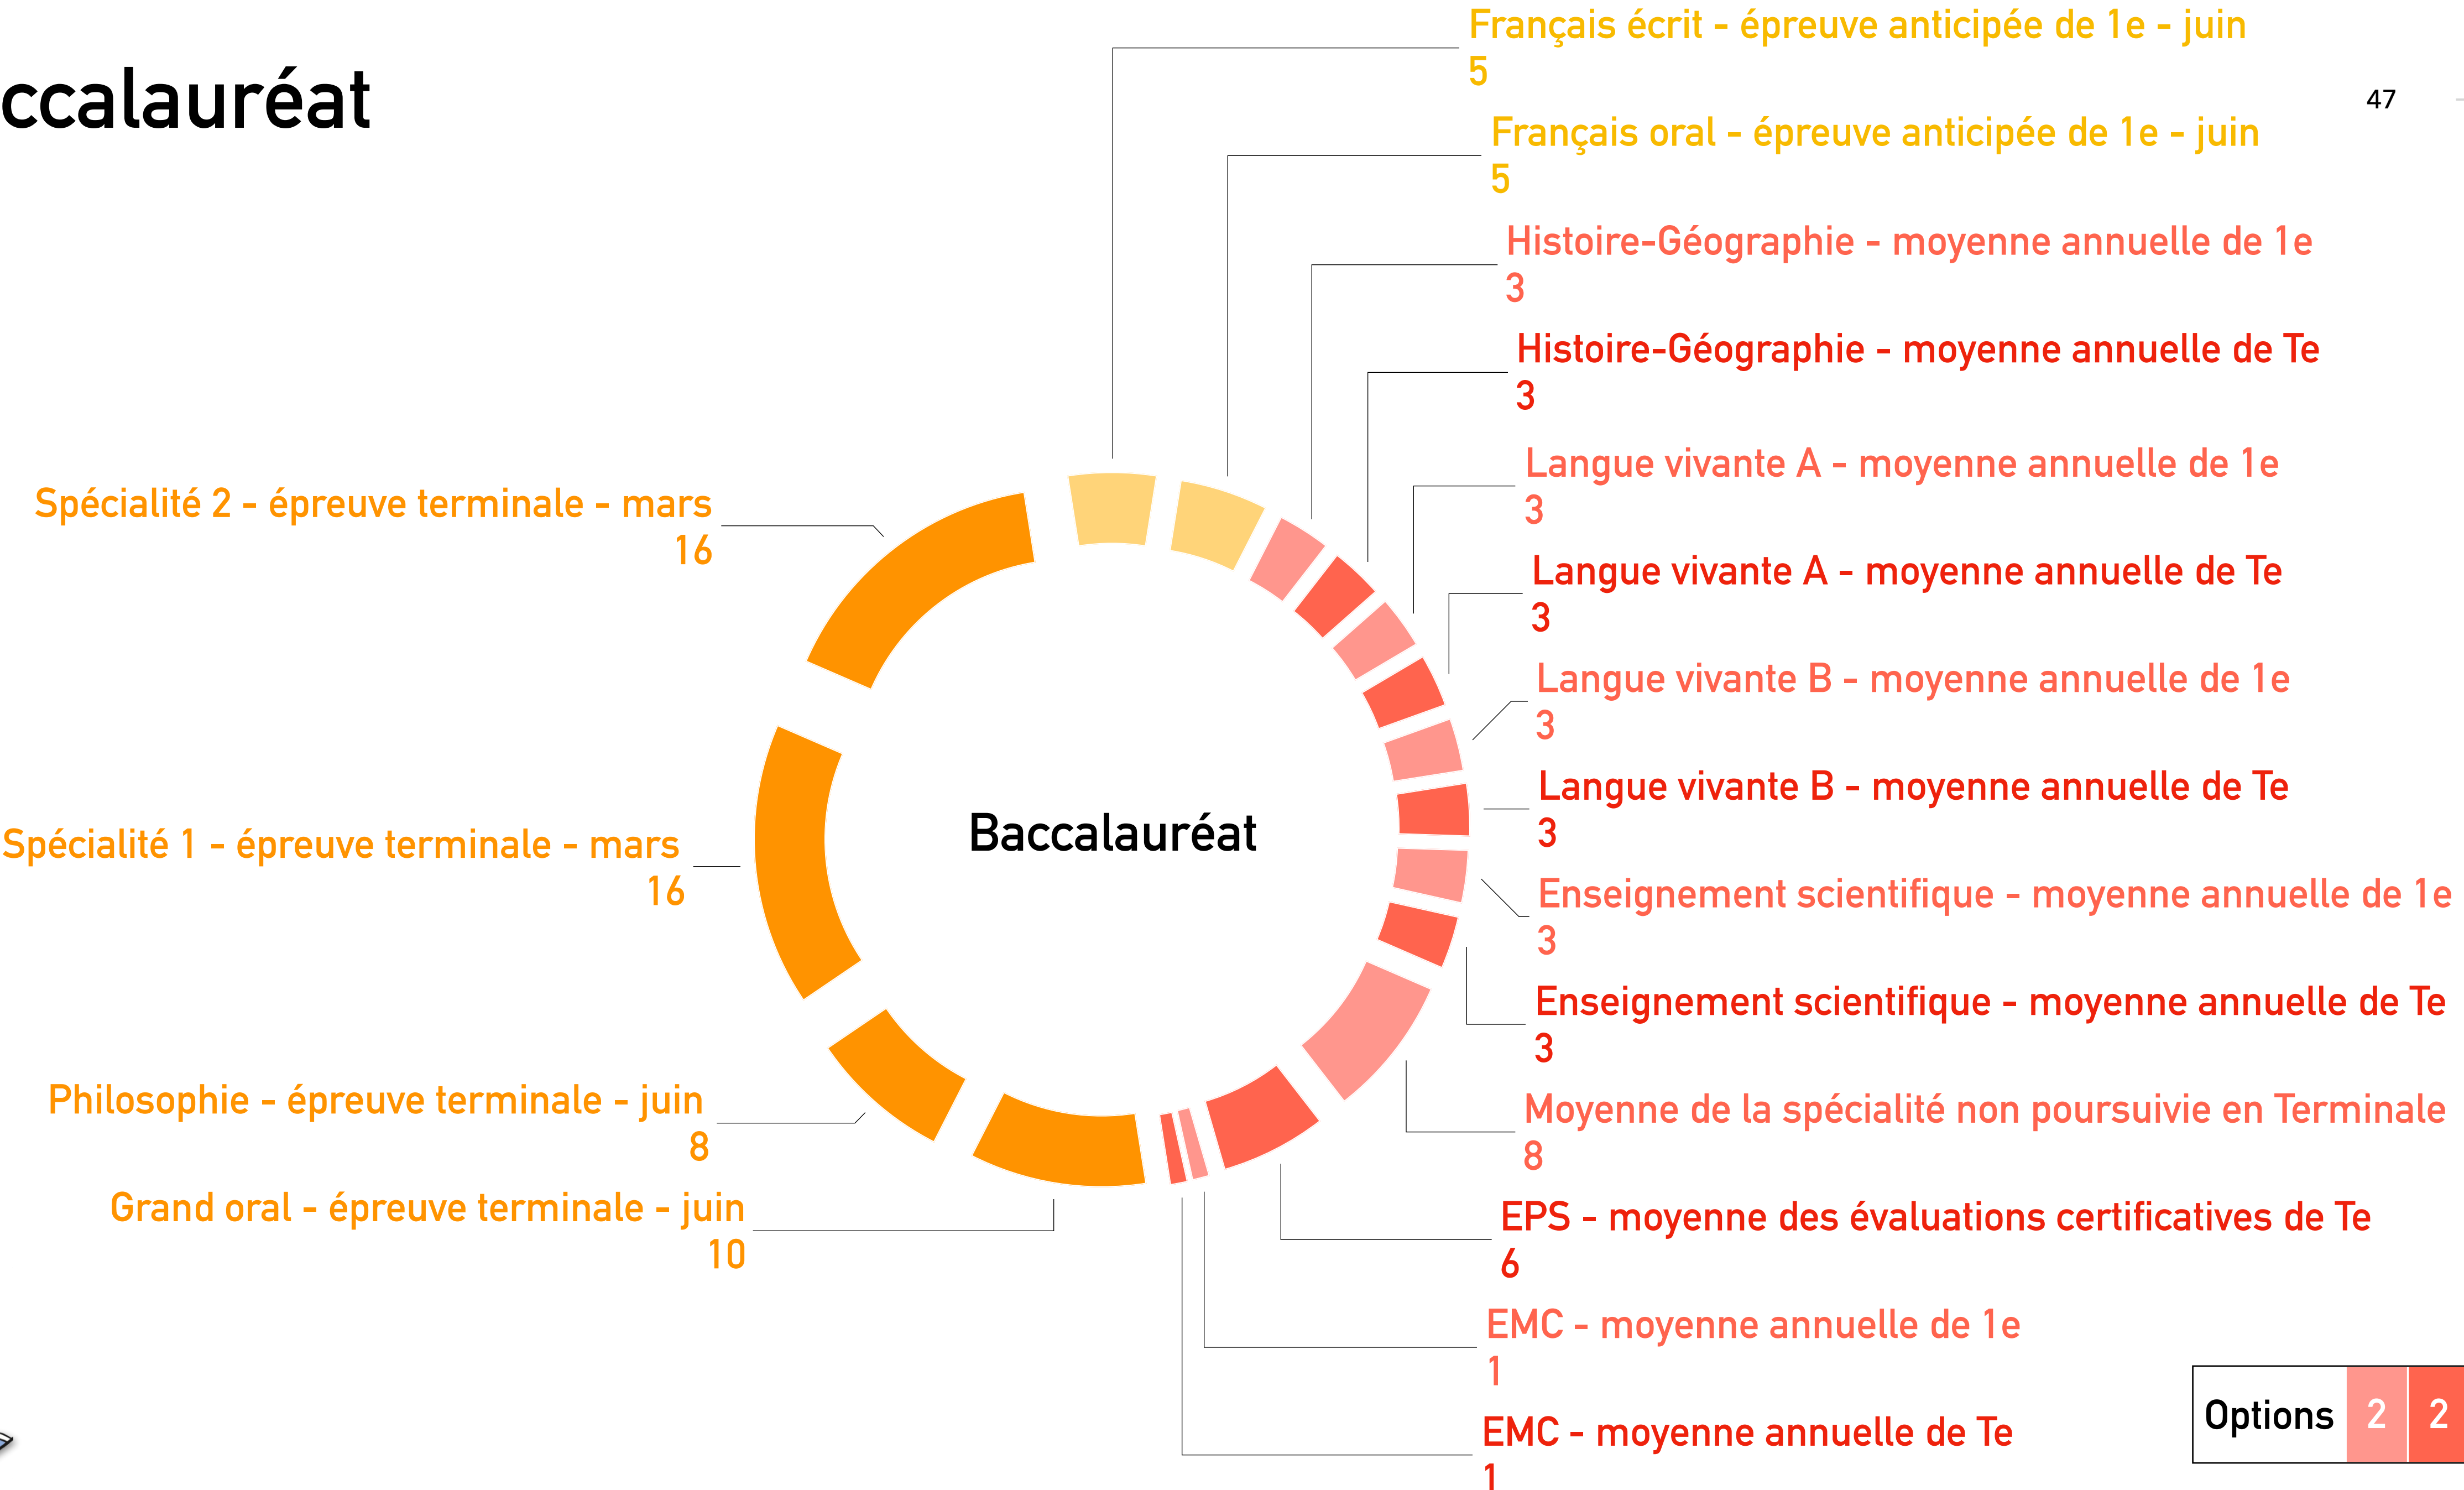 ccalauréat
47
Français écrit - épreuve anticipée de 1e - juin
5
Français oral - épreuve anticipée de 1e - juin
5
Histoire-Géographie - moyenne annuelle de 1e
3
Histoire-Géographie - moyenne annuelle de Te
3
Langue vivante A - moyenne annuelle de 1e
3
Langue vivante A - moyenne annuelle de Te
3
Langue vivante B - moyenne annuelle de 1e
3
Langue vivante B - moyenne annuelle de Te
3
Enseignement scientifique - moyenne annuelle de 1e
3
Enseignement scientifique - moyenne annuelle de Te
3
Moyenne de la spécialité non poursuivie en Terminale
8
EPS - moyenne des évaluations certificatives de Te
6
EMC - moyenne annuelle de 1e
1
EMC - moyenne annuelle de Te
1
Spécialité 2 - épreuve terminale - mars
16
Spécialité 1 - épreuve terminale - mars
16
Philosophie - épreuve terminale - juin
8
Grand oral - épreuve terminale - juin
10
Baccalauréat
Options 2 2